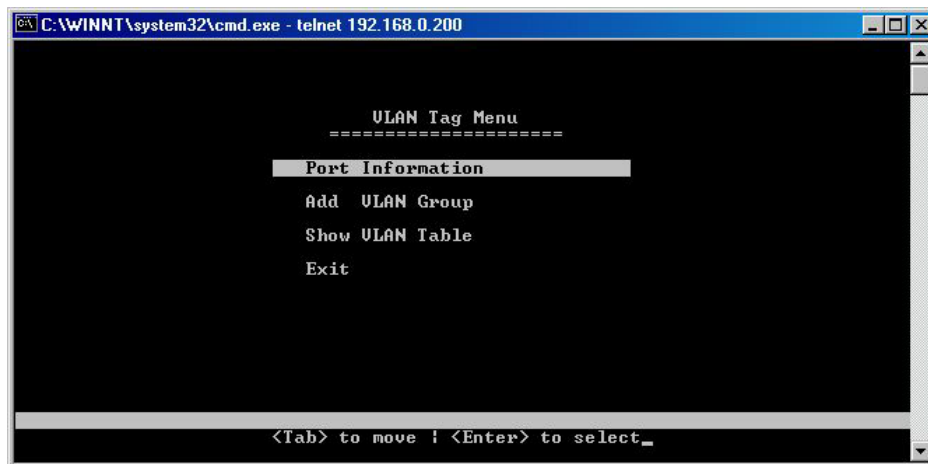 C:\WINNT\system32\cmd.exe - telnet 192.168.0.200
VLAN Tag Menu
=====================
Port Information
Add  VLAN Group
Show VLAN Table
Exit
<Tab> to move ¦ <Enter> to select_